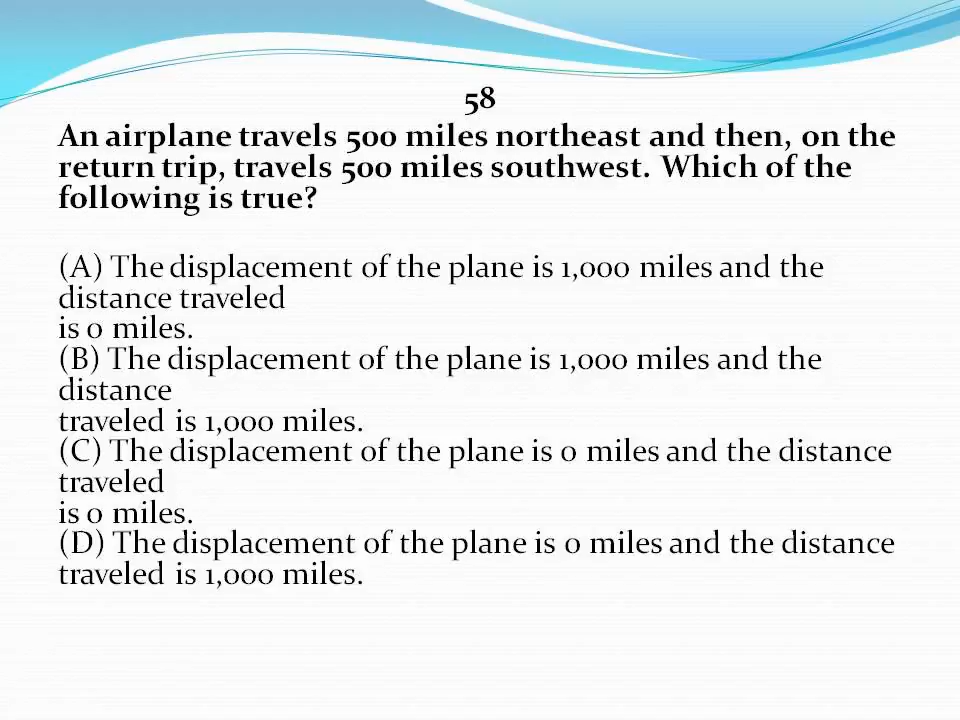 58
An airplane travels 500 miles northeast and then, on the
return trip, travels 500 miles southwest. Which of the
following is true?
(A) The displacement of the plane is 1,000 miles and the
distance traveled
is 0 miles.
(B) The displacement of the plane is 1,000 miles and the
distance
traveled is 1,000 miles.
(C) The displacement of the plane is 0 miles and the distance
traveled
is 0 miles.
(D) The displacement of the plane is 0 miles and the distance
traveled is 1,000 miles.